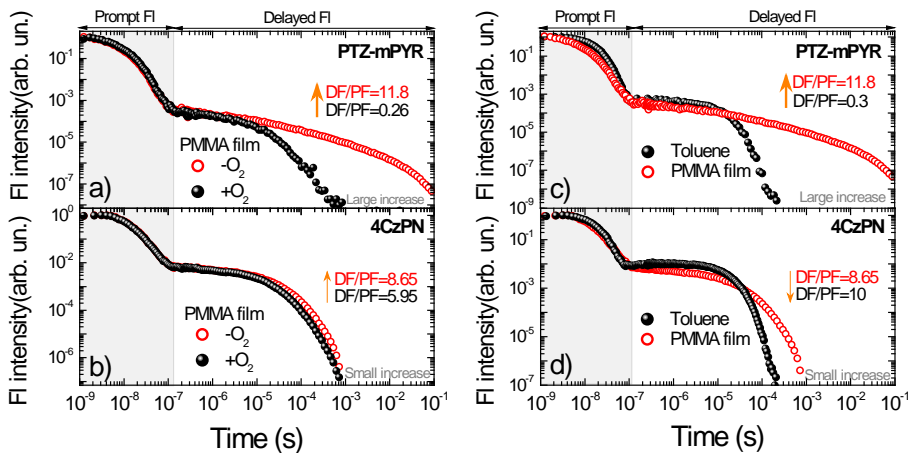 Prompt Fl Delayed Fl
PTZ-mPYR
DF/PF=11.8
DF/PF=0.26
PMMA film
-O₂
+O₂
a)
Large increase
10⁻¹
10⁻³
10⁻⁵
10⁻⁷
Fl intensity(arb. un.)
4CzPN
DF/PF=8.65
DF/PF=5.95
PMMA film
-O₂
+O₂
b)
Small increase
10⁰
10⁻²
10⁻⁴
10⁻⁶
Fl intensity(arb. un.)
10⁻⁹ 10⁻⁸ 10⁻⁷ 10⁻⁶ 10⁻⁵ 10⁻⁴ 10⁻³ 10⁻² 10⁻¹
Time (s)
Prompt Fl Delayed Fl
PTZ-mPYR
DF/PF=11.8
DF/PF=0.3
Toluene
PMMA film
c)
Large increase
10⁻¹
10⁻³
10⁻⁵
10⁻⁷
10⁻⁹
Fl intensity(arb. un.)
4CzPN
DF/PF=8.65
DF/PF=10
Toluene
PMMA film
d)
Small increase
10⁻¹
10⁻³
10⁻⁵
10⁻⁷
Fl intensity(arb. un.)
10⁻⁹ 10⁻⁸ 10⁻⁷ 10⁻⁶ 10⁻⁵ 10⁻⁴ 10⁻³ 10⁻² 10⁻¹
Time (s)